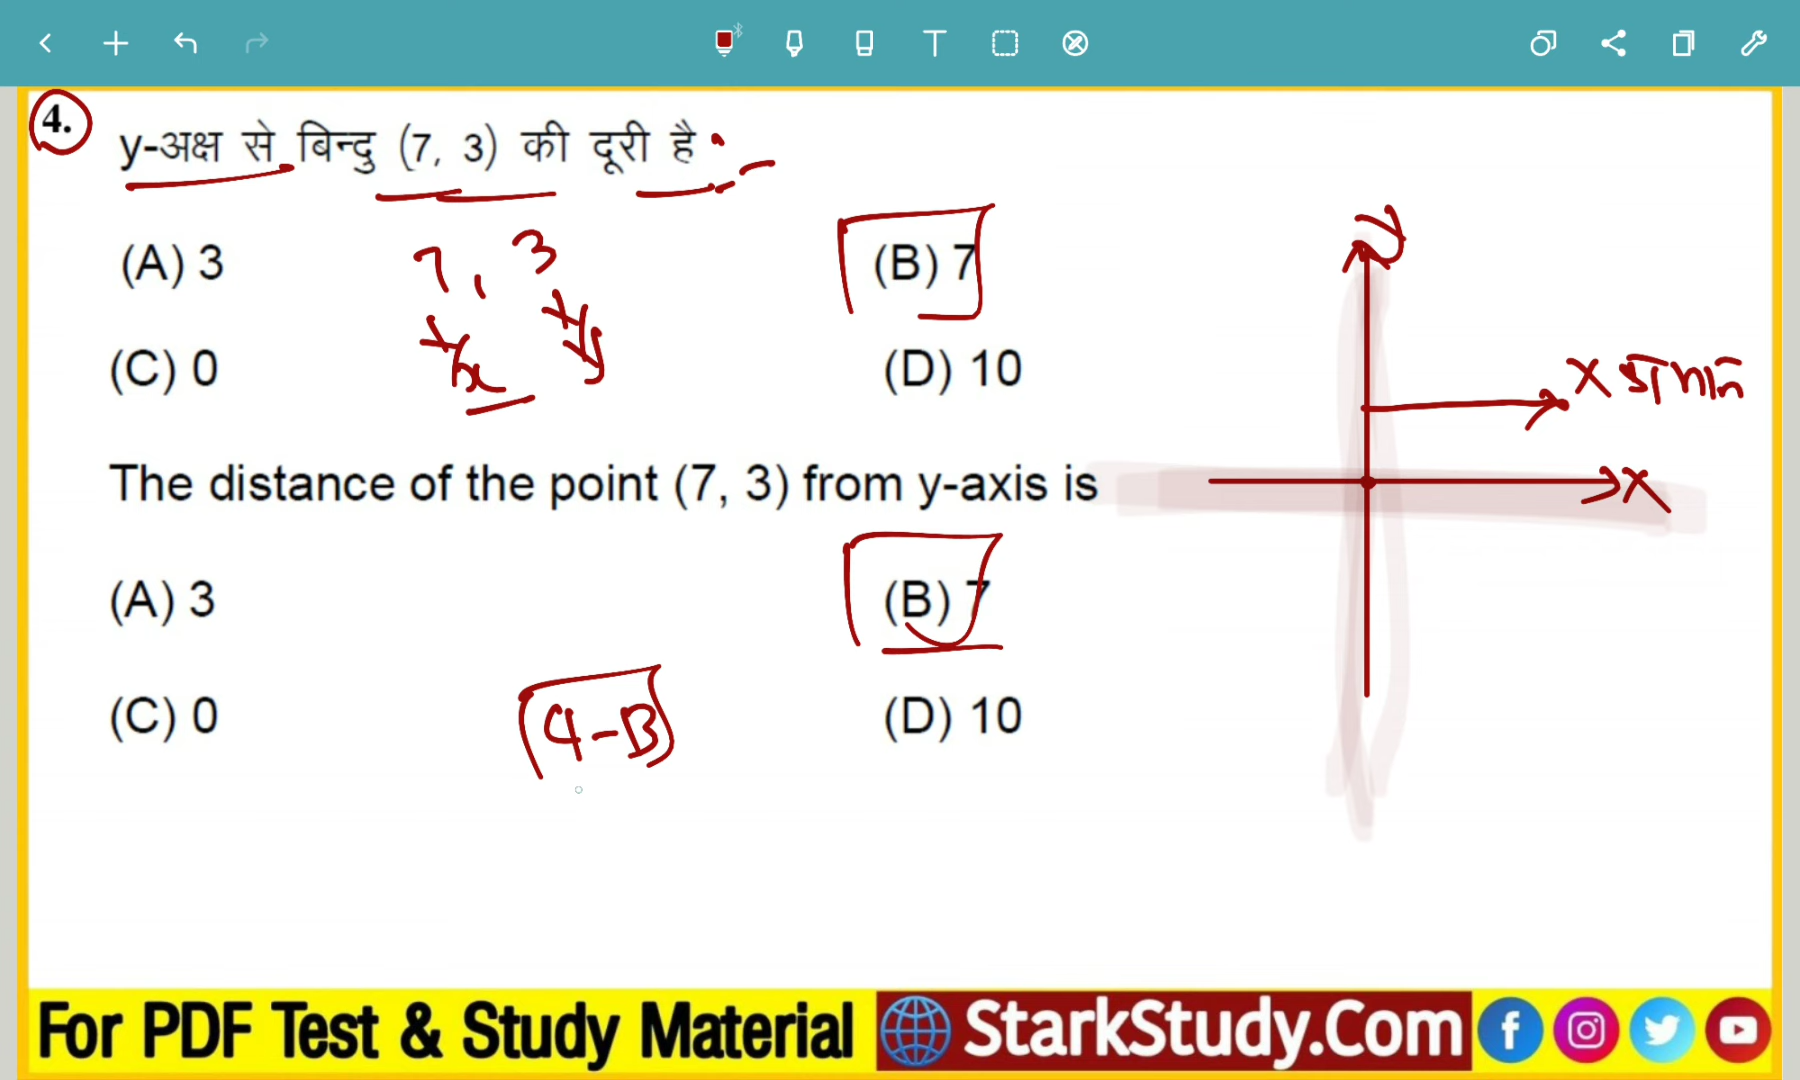 4.
y-अक्ष से बिन्दु (7, 3) की दूरी है
(A) 3
(B) 7
7, 3
x
y
(C) 0
(D) 10
y
x का मान
x
The distance of the point (7, 3) from y-axis is
(A) 3
(B) 7
(C) 0
(D) 10
4-B
For PDF Test & Study Material StarkStudy.Com